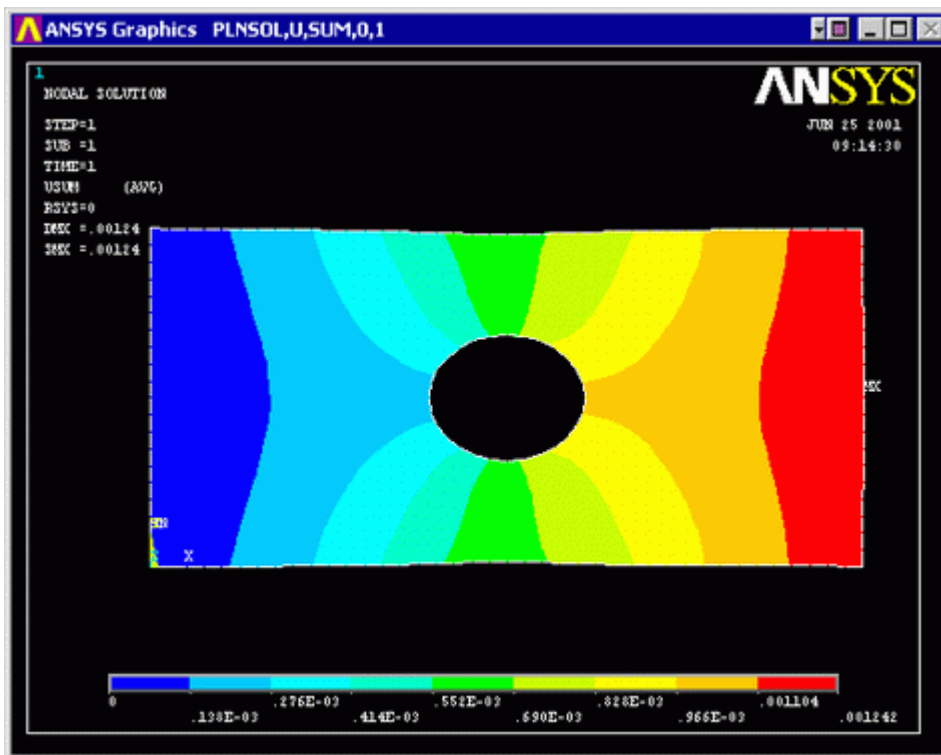 ANSYS Graphics PLNSOL,U,SUM,0,1
1
NODAL SOLUTION
ANSYS
STEP=1
JUN 25 2001
SUB =1
09:14:30
TIME=1
USUM (AVG)
RSYS=0
DMX =.00124
SMX =.00124
MX
MN
X
0 .276E-03 .552E-03 .828E-03 .001104
.138E-03 .414E-03 .690E-03 .966E-03 .001242